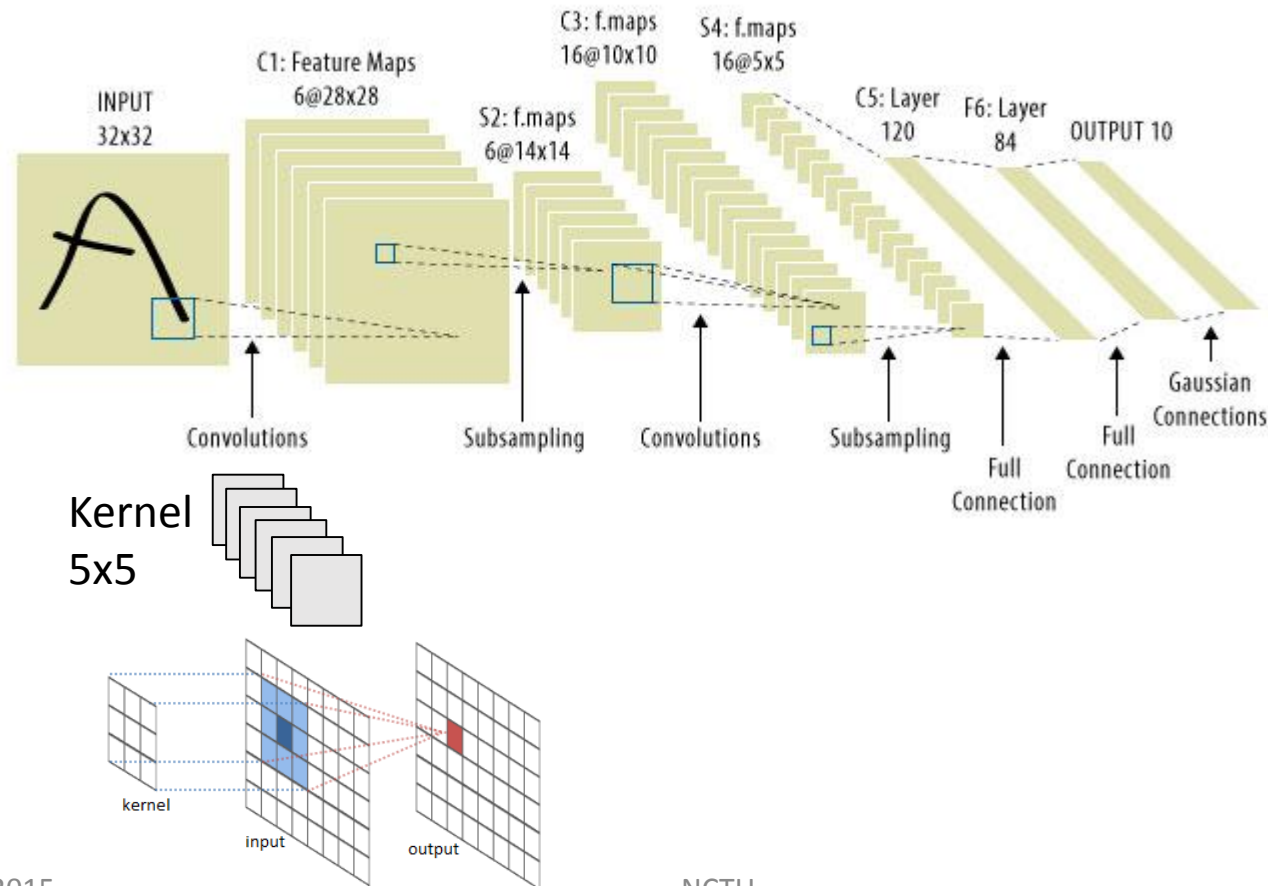 INPUT
32x32
C1: Feature Maps
6@28x28
S2: f.maps
6@14x14
C3: f.maps
16@10x10
S4: f.maps
16@5x5
C5: Layer
120
F6: Layer
84
OUTPUT 10
Convolutions
Subsampling
Convolutions
Subsampling
Full
Connection
Full
Connection
Gaussian
Connections
Kernel
5x5
kernel
input
output
2015
NCTU